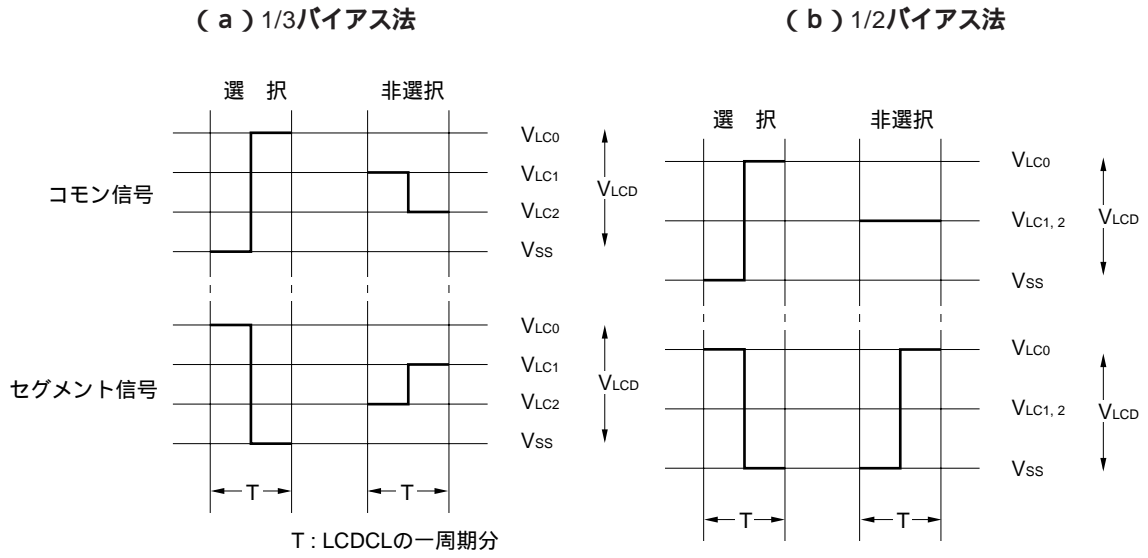 (a)1/3バイアス法
選 択
非選択
コモン信号
VLC0
VLC1
VLC2
VSS
VLCD
セグメント信号
VLC0
VLC1
VLC2
VSS
VLCD
T
T
T : LCDCLの一周期分
(b)1/2バイアス法
選 択
非選択
VLC0
VLC1, 2
VSS
VLCD
VLC0
VLC1, 2
VSS
VLCD
T
T